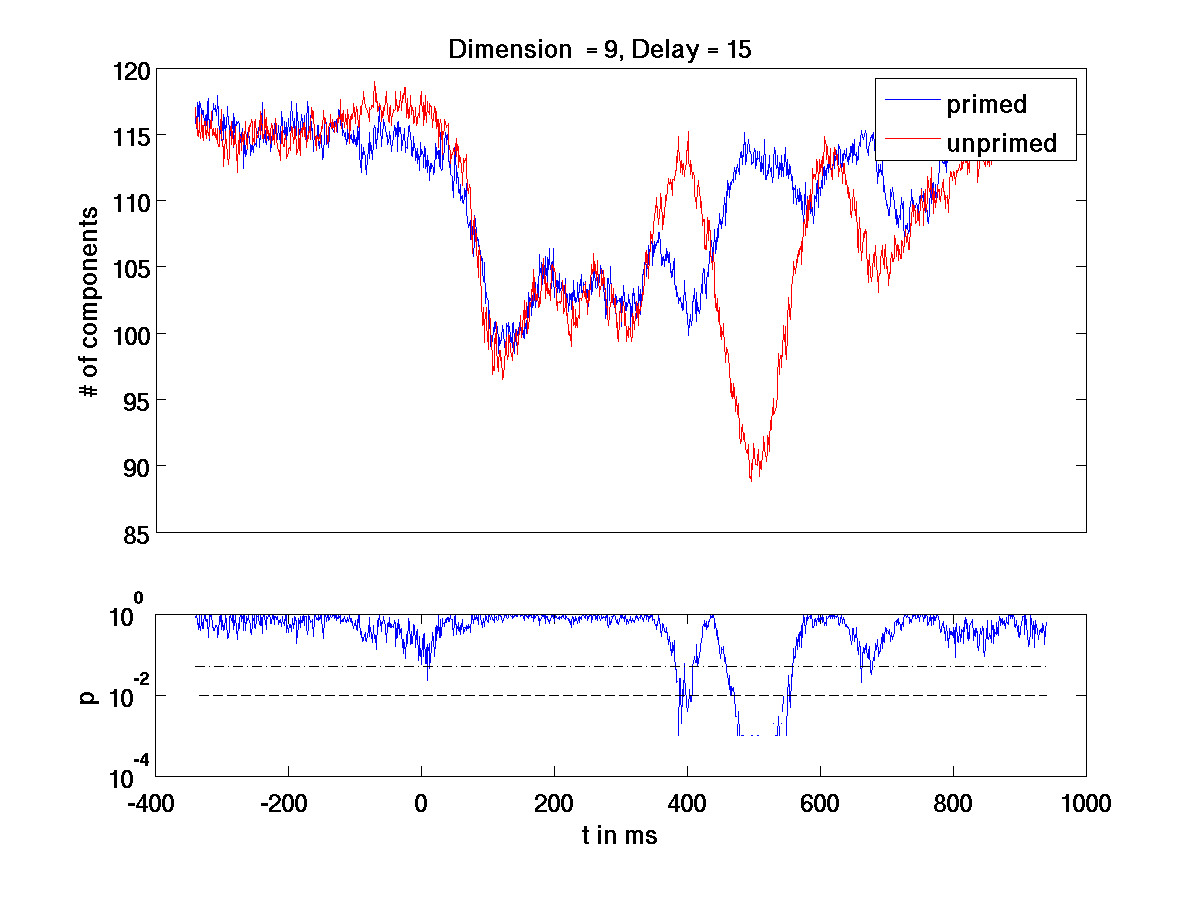 Dimension = 9, Delay = 15
120
115
110
105
100
95
90
85
# of components
primed
unprimed
10^0
10^-2
10^-4
p
-400 -200 0 200 400 600 800 1000
t in ms